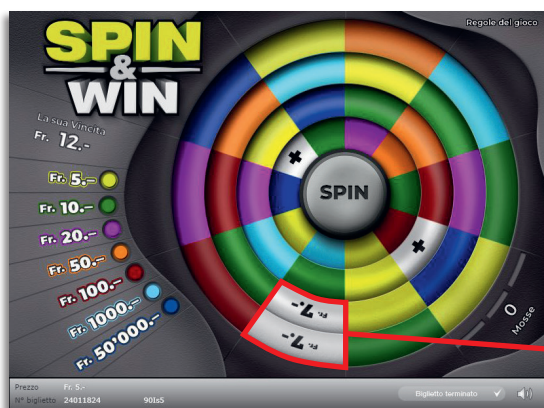 Regole del gioco
SPIN
&
WIN
La sua Vincita
Fr. 12.-
Fr. 5.–
Fr. 10.–
Fr. 20.–
Fr. 50.–
Fr. 100.–
Fr. 1000.–
Fr. 50'000.–
+
SPIN
+
Fr. 7.-
Fr. 7.-
0
Mosse
Prezzo Fr. 5.-
N° biglietto 24011824 90Is5
Biglietto terminato